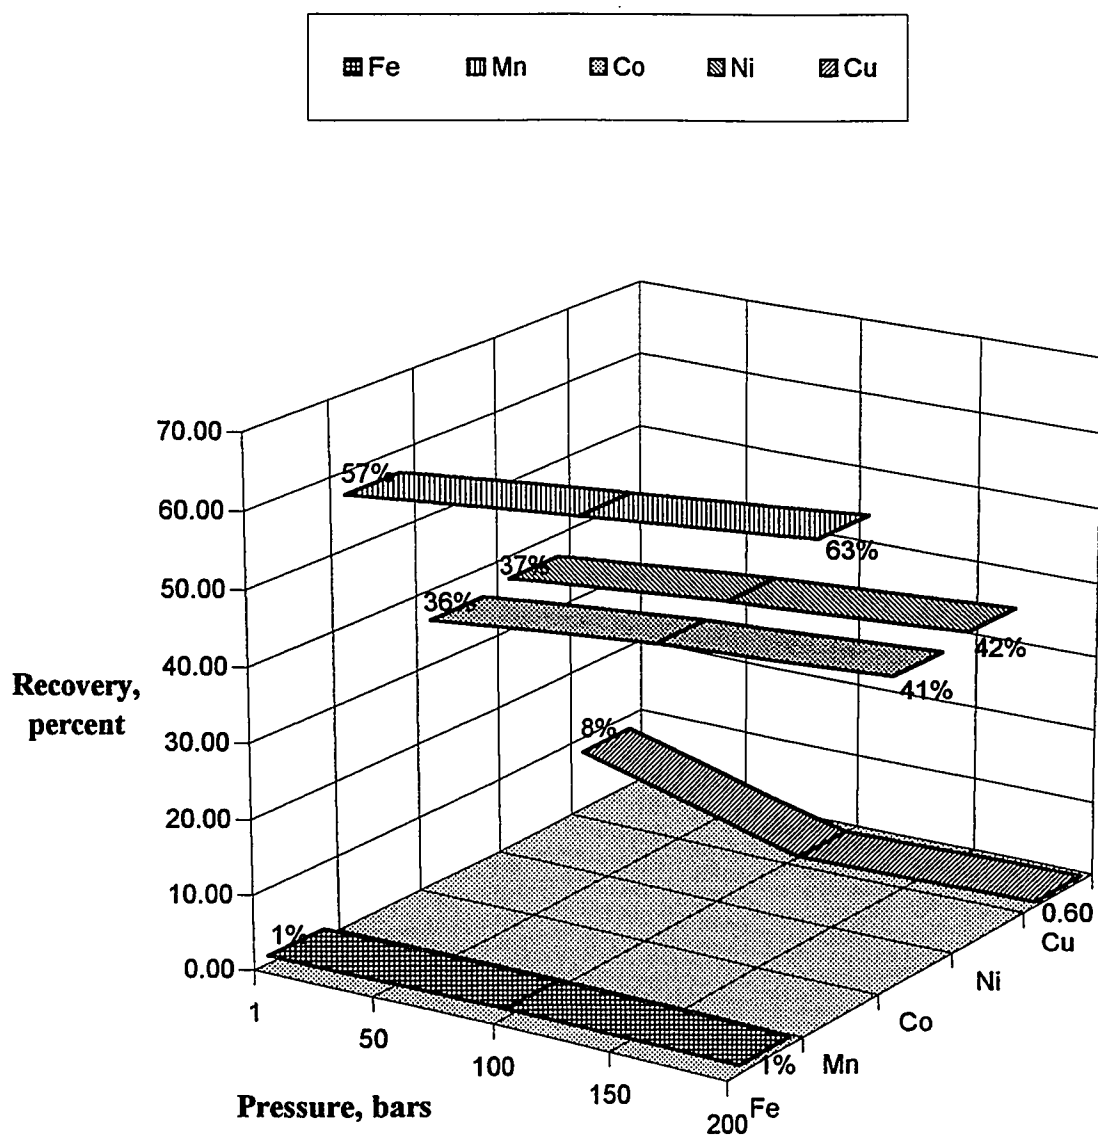 Fe Mn Co Ni Cu
70.00
57%
60.00
63%
37%
50.00
36%
42%
40.00
41%
Recovery,
percent
8%
30.00
20.00
10.00
0.60
1%
Cu
0.00
Ni
1
Co
50
100
1%
Mn
150
Pressure, bars
200
Fe